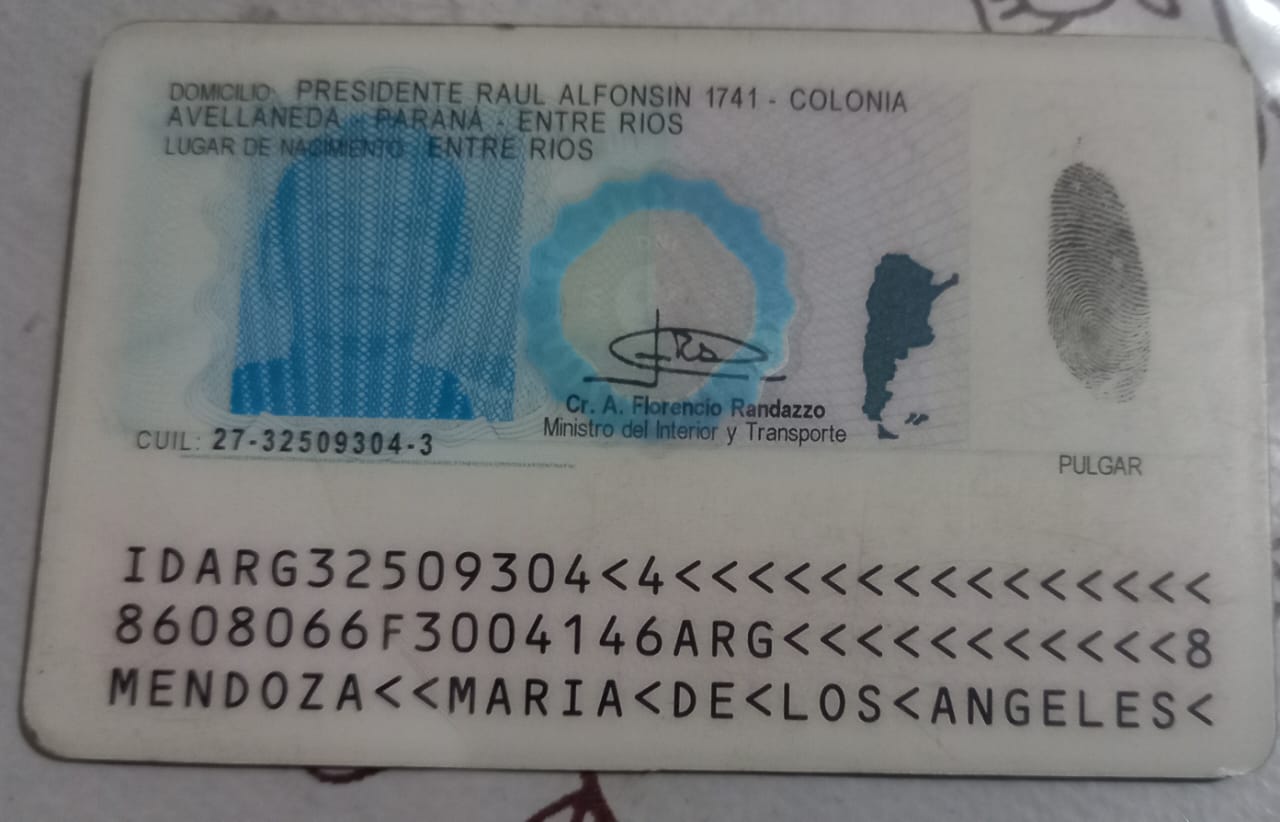 DOMICILIO: PRESIDENTE RAUL ALFONSIN 1741 - COLONIA
AVELLANEDA - PARANÁ - ENTRE RIOS
LUGAR DE NACIMIENTO: ENTRE RIOS
Cr. A. Florencio Randazzo
Ministro del Interior y Transporte
CUIL: 27-32509304-3
PULGAR
IDARG32509304<4<<<<<<<<<<<<<<<
8608066F3004146ARG<<<<<<<<<<<8
MENDOZA<<MARIA<DE<LOS<ANGELES<